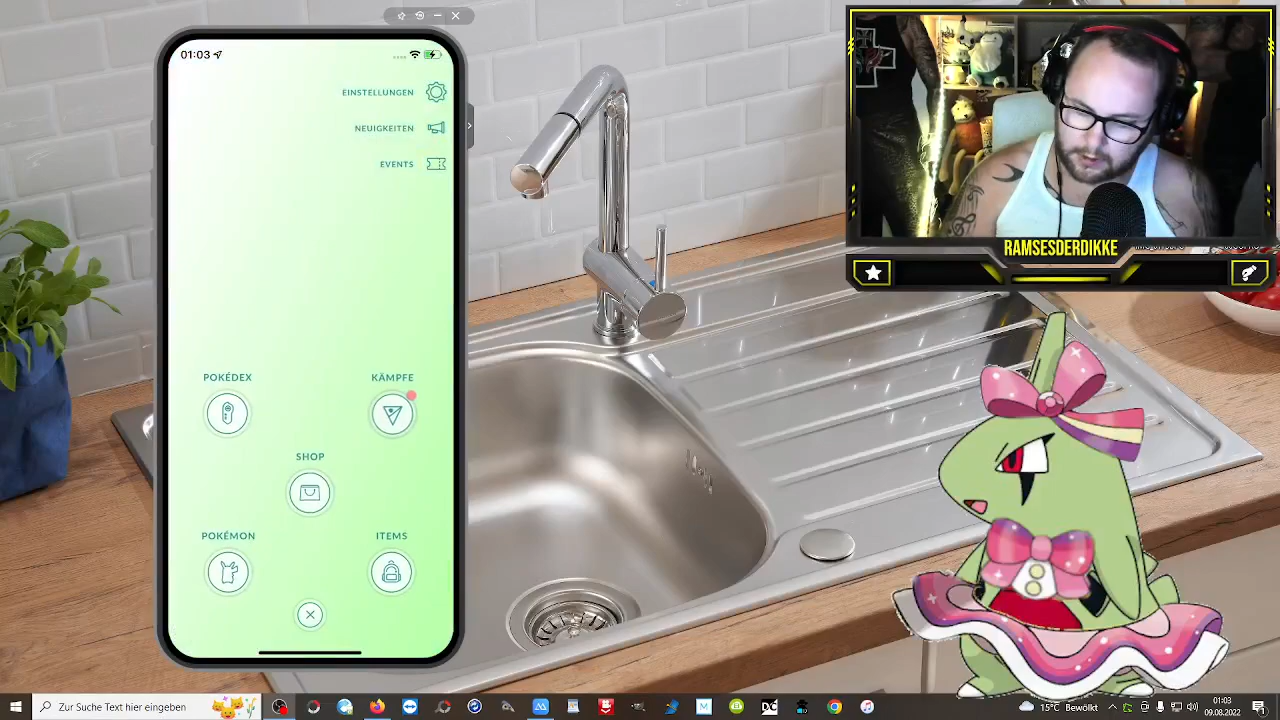 01:03
EINSTELLUNGEN
NEUIGKEITEN
EVENTS
POKÉDEX
KÄMPFE
SHOP
POKÉMON
ITEMS
RAMSESDERDIKKE
Zur Suche Text hier eingeben
15°C Bewölkt
01:03
09.08.2022